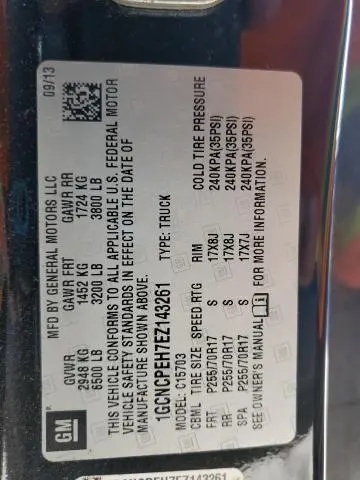 GM
MFD BY GENERAL MOTORS LLC 09/13
GVWR GAWR FRT GAWR RR
2948 KG 1452 KG 1724 KG
6500 LB 3200 LB 3800 LB
THIS VEHICLE CONFORMS TO ALL APPLICABLE U.S. FEDERAL MOTOR
VEHICLE SAFETY STANDARDS IN EFFECT ON THE DATE OF
MANUFACTURE SHOWN ABOVE.
1GCNCPEH7EZ143261 TYPE: TRUCK
MODEL: C15703
CBML TIRE SIZE SPEED RTG RIM COLD TIRE PRESSURE
FRT P255/70R17 S 17X8J 240KPA(35PSI)
RR P255/70R17 S 17X8J 240KPA(35PSI)
SPA P255/70R17 S 17X7J 240KPA(35PSI)
SEE OWNER'S MANUAL i FOR MORE INFORMATION.